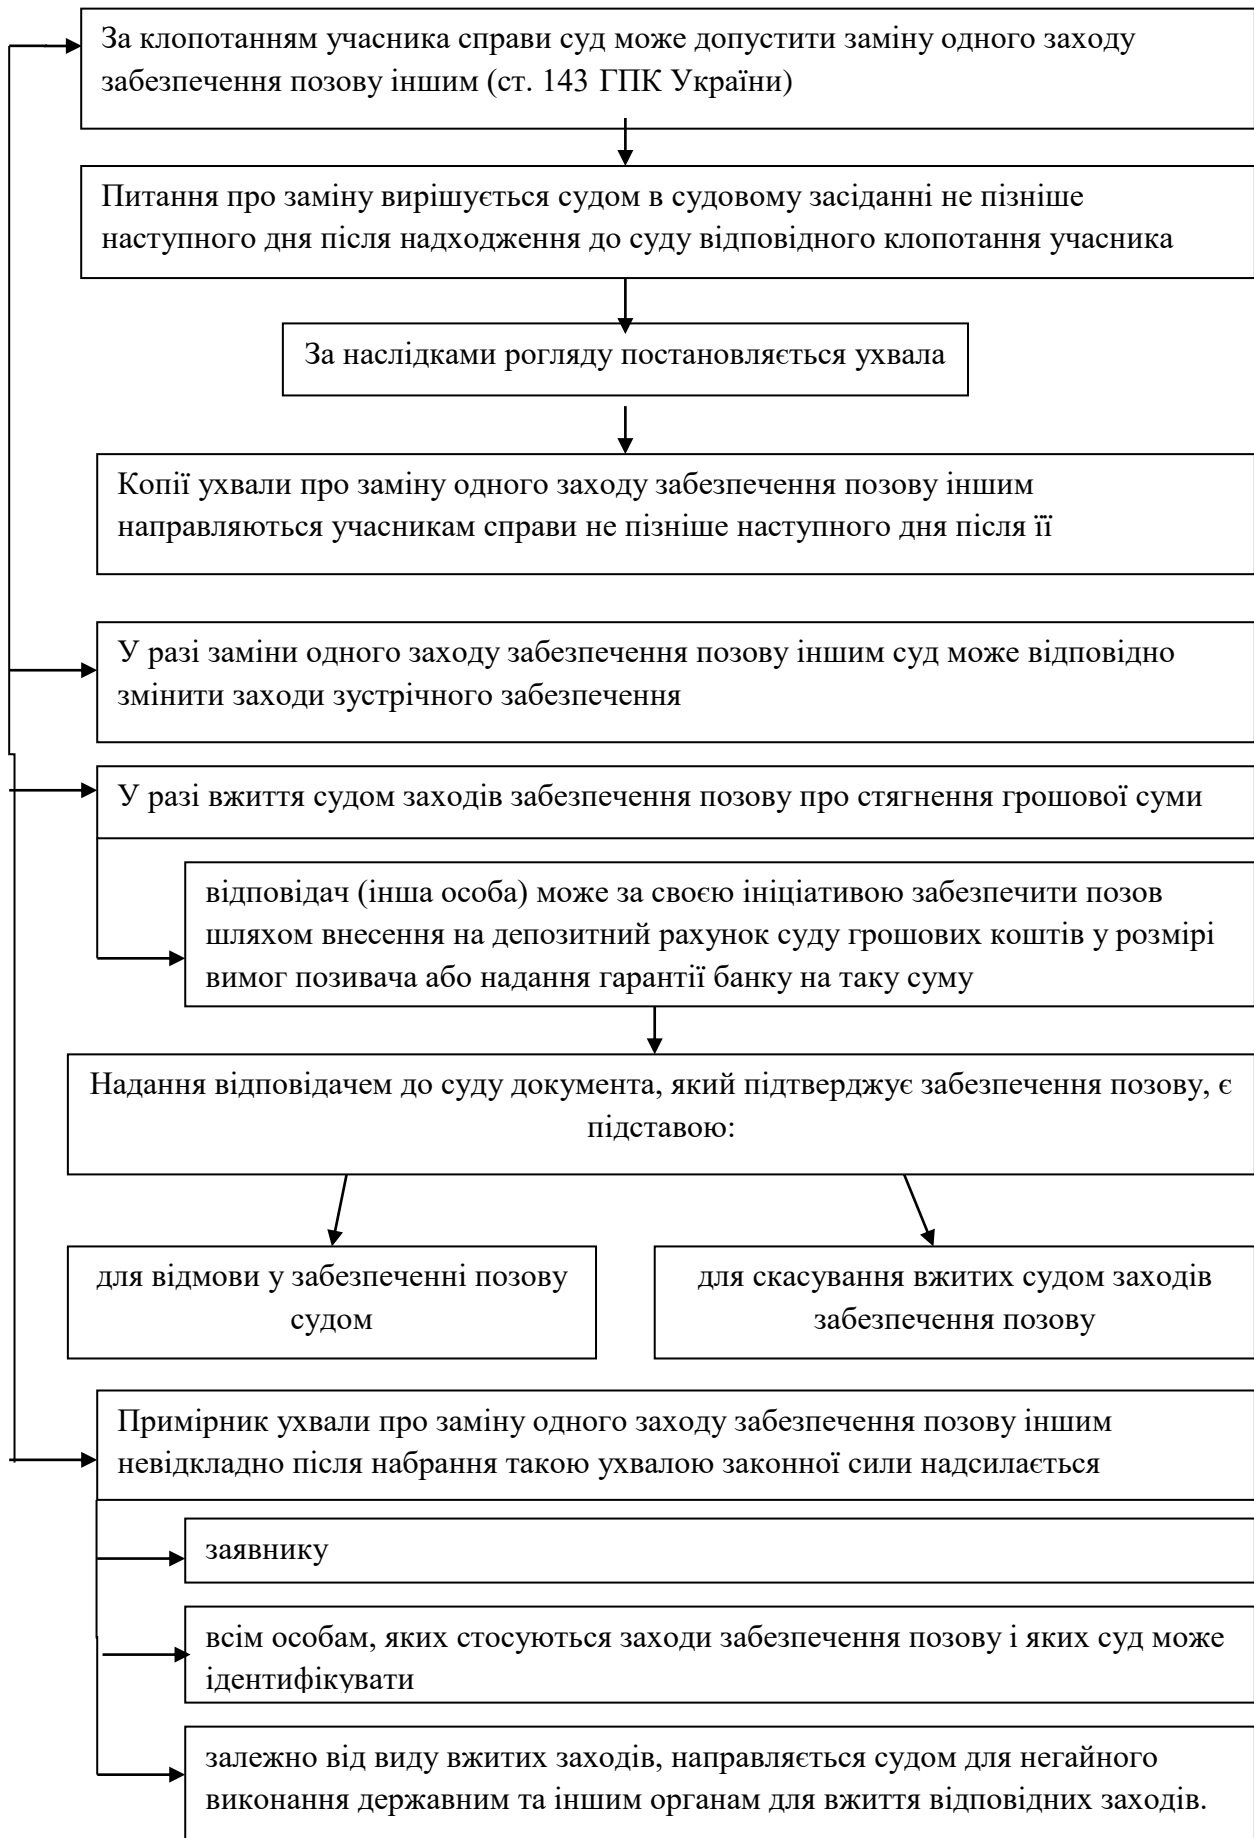 За клопотанням учасника справи суд може допустити заміну одного заходу
забезпечення позову іншим (ст. 143 ГПК України)
Питання про заміну вирішується судом в судовому засіданні не пізніше
наступного дня після надходження до суду відповідного клопотання учасника
За наслідками рогляду постановляється ухвала
Копії ухвали про заміну одного заходу забезпечення позову іншим
направляються учасникам справи не пізніше наступного дня після її
У разі заміни одного заходу забезпечення позову іншим суд може відповідно
змінити заходи зустрічного забезпечення
У разі вжиття судом заходів забезпечення позову про стягнення грошової суми
відповідач (інша особа) може за своєю ініціативою забезпечити позов
шляхом внесення на депозитний рахунок суду грошових коштів у розмірі
вимог позивача або надання гарантії банку на таку суму
Надання відповідачем до суду документа, який підтверджує забезпечення позову, є
підставою:
для відмови у забезпеченні позову
судом
для скасування вжитих судом заходів
забезпечення позову
Примірник ухвали про заміну одного заходу забезпечення позову іншим
невідкладно після набрання такою ухвалою законної сили надсилається
заявнику
всім особам, яких стосуються заходи забезпечення позову і яких суд може
ідентифікувати
залежно від виду вжитих заходів, направляється судом для негайного
виконання державним та іншим органам для вжиття відповідних заходів.